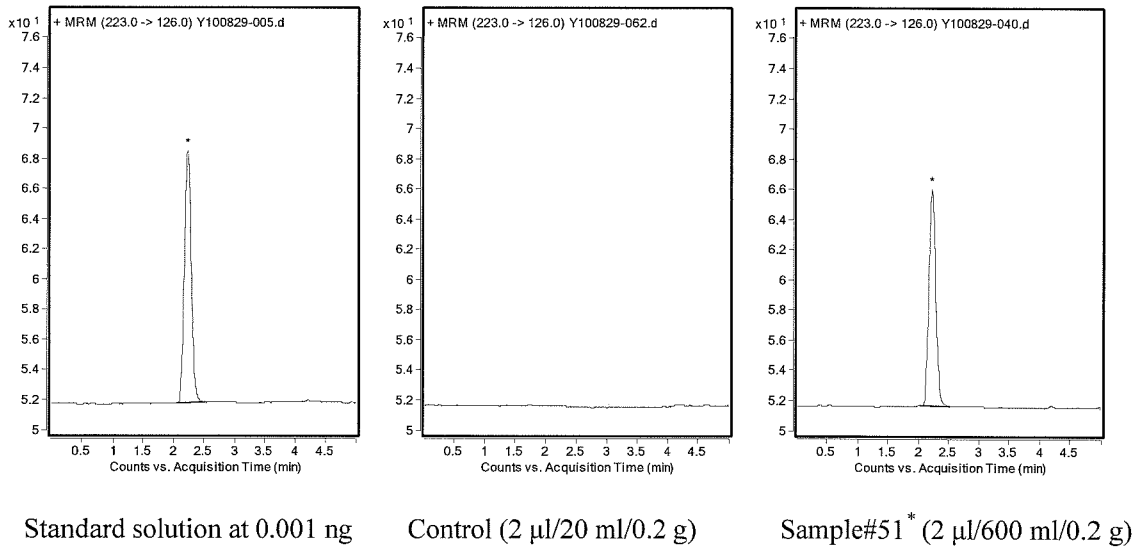 x10 1
+ MRM (223.0 -> 126.0) Y100829-005.d
7.6
7.4
7.2
7
6.8
6.6
6.4
6.2
6
5.8
5.6
5.4
5.2
5
*
0.5 1 1.5 2 2.5 3 3.5 4 4.5
Counts vs. Acquisition Time (min)
Standard solution at 0.001 ng
x10 1
+ MRM (223.0 -> 126.0) Y100829-062.d
7.6
7.4
7.2
7
6.8
6.6
6.4
6.2
6
5.8
5.6
5.4
5.2
5
0.5 1 1.5 2 2.5 3 3.5 4 4.5
Counts vs. Acquisition Time (min)
Control (2 μl/20 ml/0.2 g)
x10 1
+ MRM (223.0 -> 126.0) Y100829-040.d
7.6
7.4
7.2
7
6.8
6.6
6.4
6.2
6
5.8
5.6
5.4
5.2
5
*
0.5 1 1.5 2 2.5 3 3.5 4 4.5
Counts vs. Acquisition Time (min)
Sample#51* (2 μl/600 ml/0.2 g)